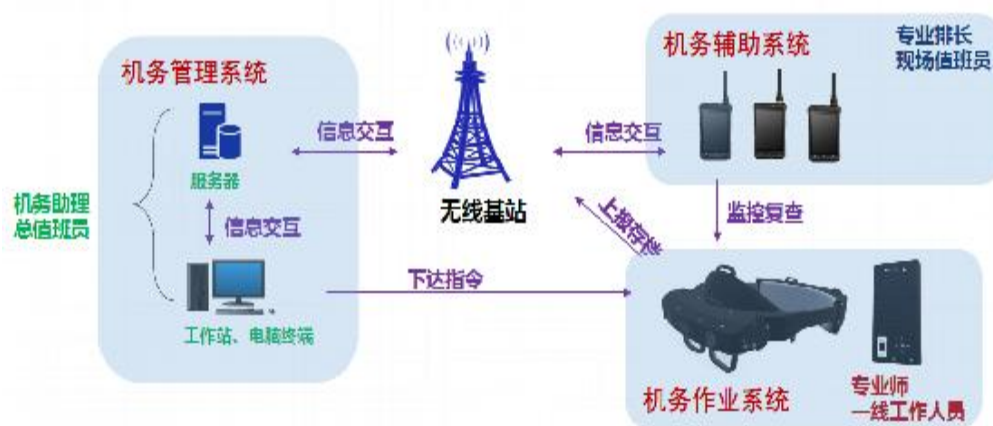 机务管理系统
服务器
信息交互
工作站、电脑终端
机务助理
总值班员
信息交互
无线基站
信息交互
机务辅助系统
专业排长
现场值班员
监控复查
上报存档
下达指令
机务作业系统
专业师
一线工作人员